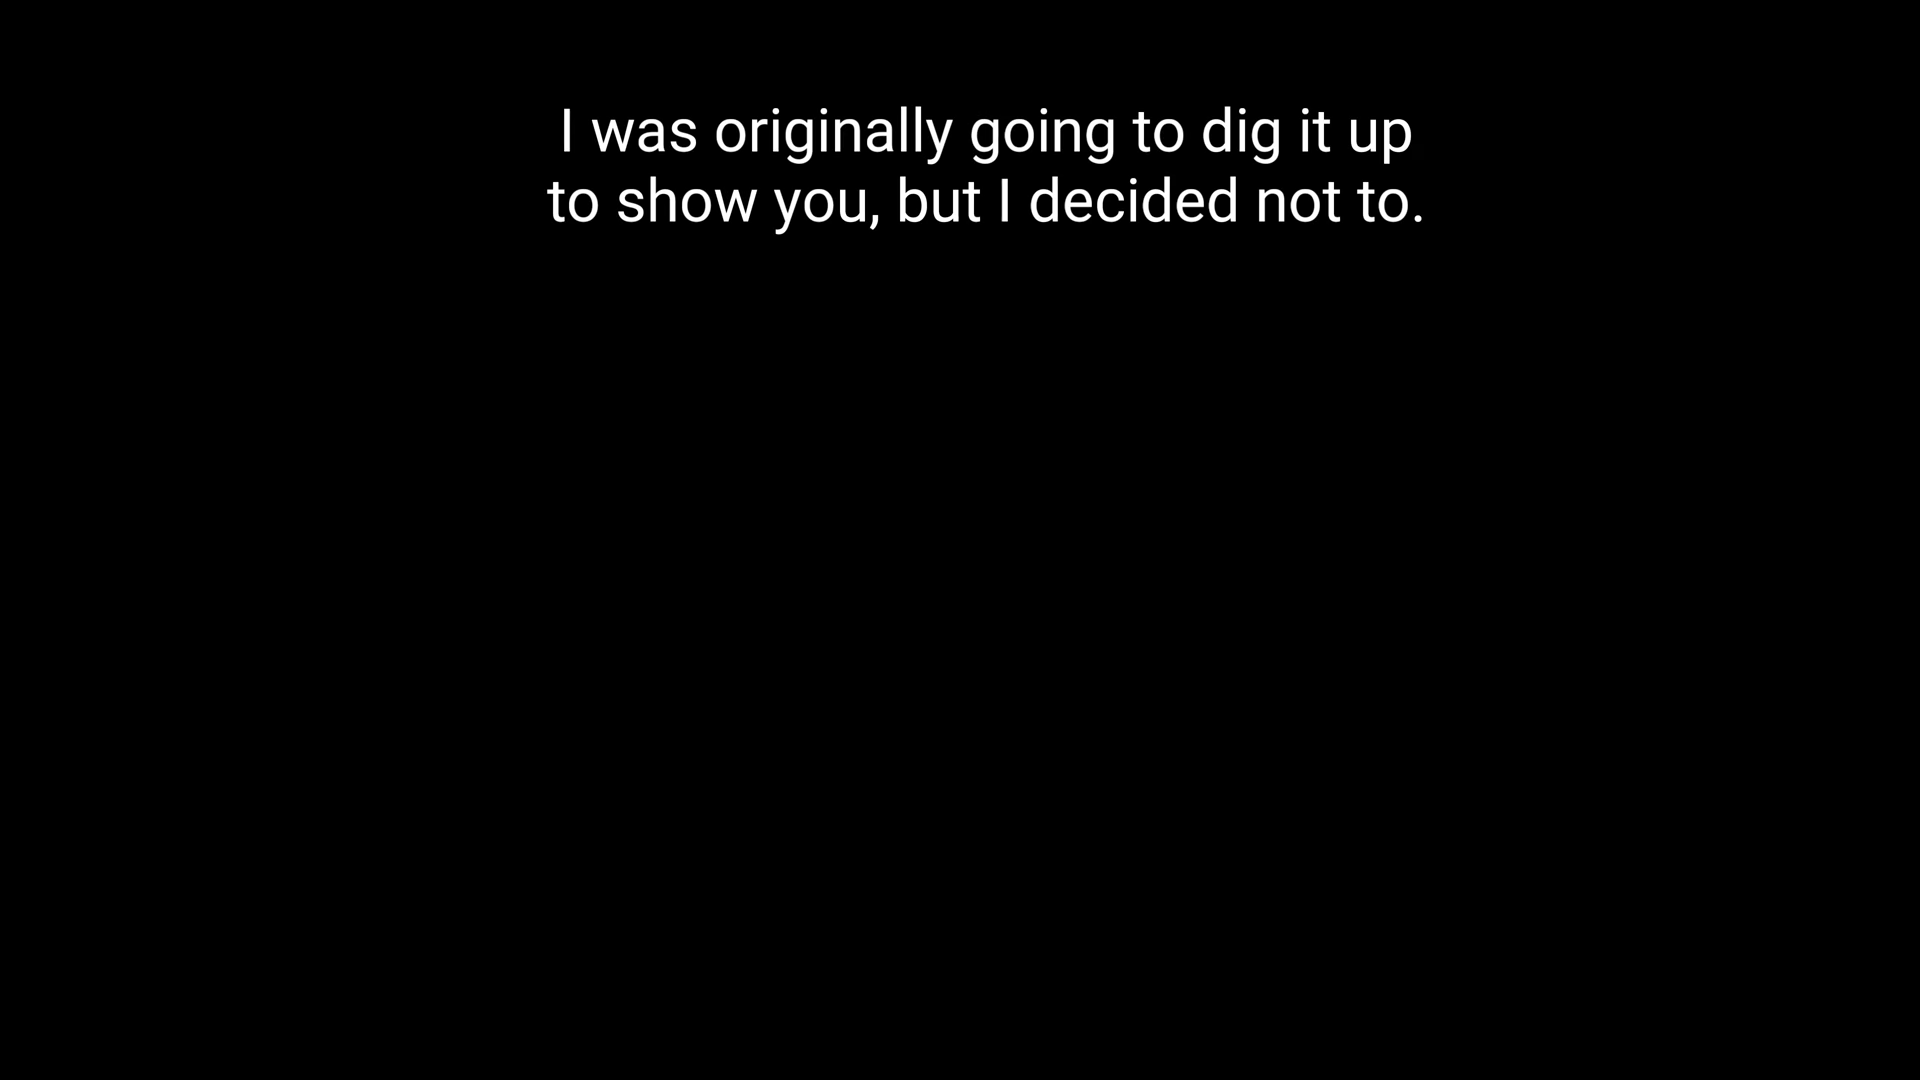 I was originally going to dig it up
to show you, but I decided not to.